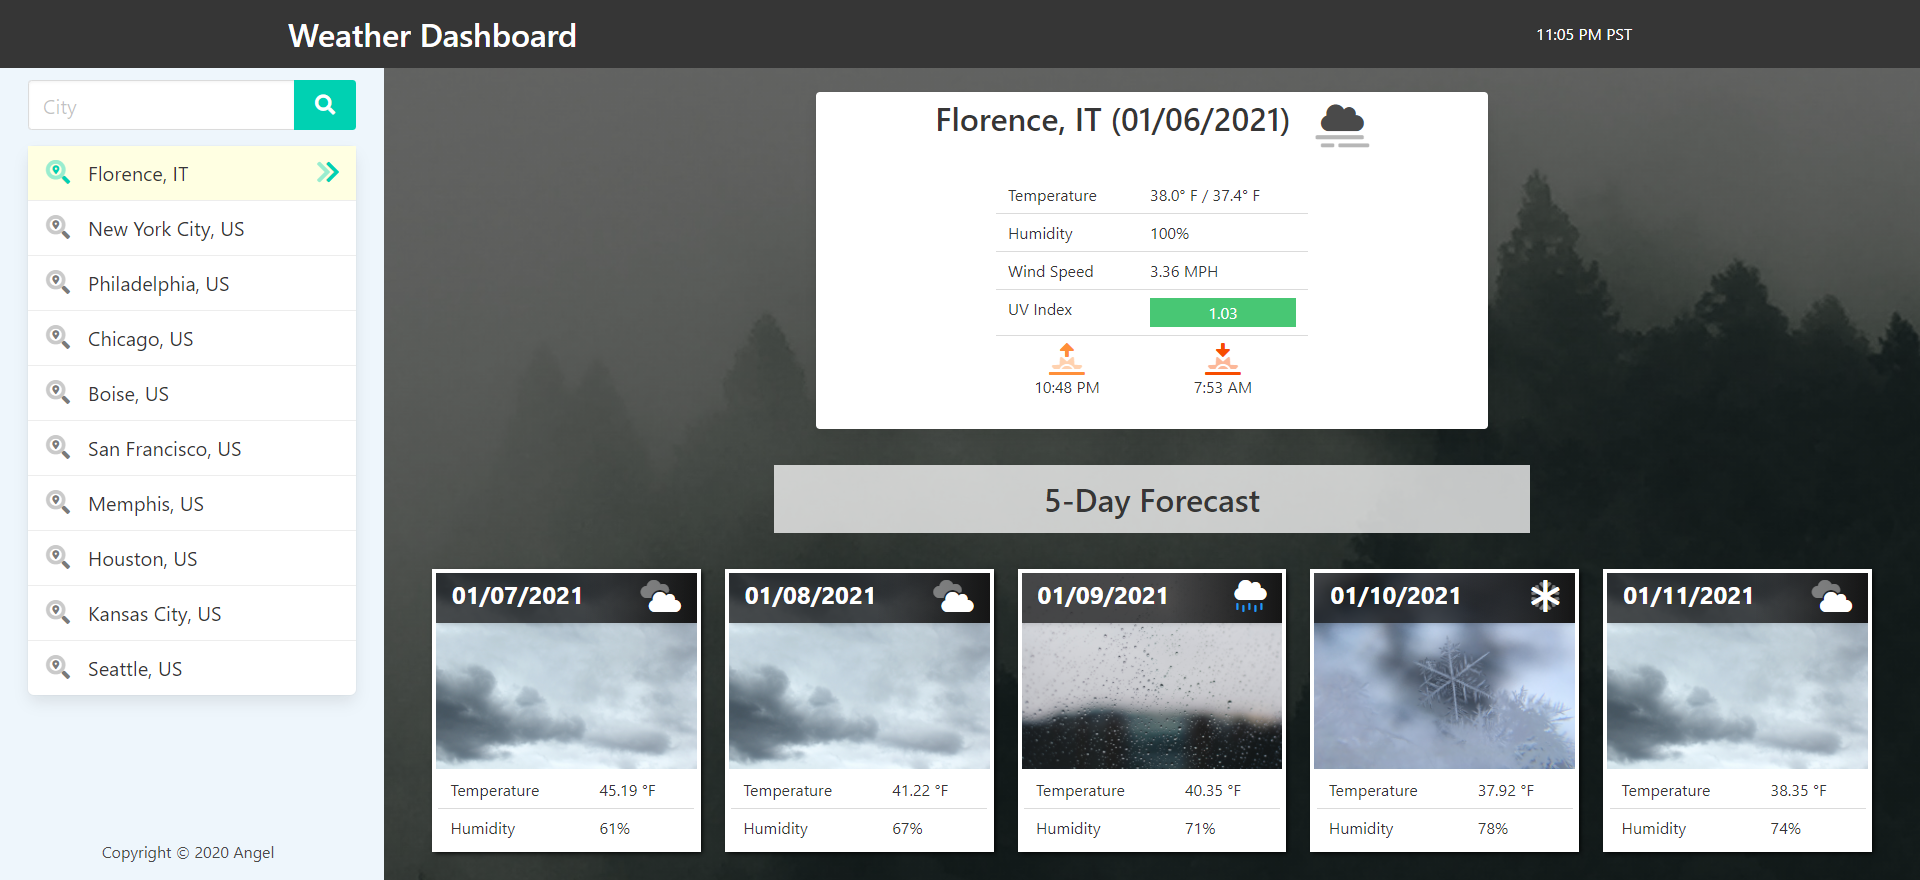 Weather Dashboard
11:05 PM PST
City
Florence, IT
New York City, US
Philadelphia, US
Chicago, US
Boise, US
San Francisco, US
Memphis, US
Houston, US
Kansas City, US
Seattle, US
Copyright © 2020 Angel
Florence, IT (01/06/2021)
Temperature 38.0° F / 37.4° F
Humidity 100%
Wind Speed 3.36 MPH
UV Index 1.03
10:48 PM 7:53 AM
5-Day Forecast
01/07/2021
Temperature 45.19 °F
Humidity 61%
01/08/2021
Temperature 41.22 °F
Humidity 67%
01/09/2021
Temperature 40.35 °F
Humidity 71%
01/10/2021
Temperature 37.92 °F
Humidity 78%
01/11/2021
Temperature 38.35 °F
Humidity 74%